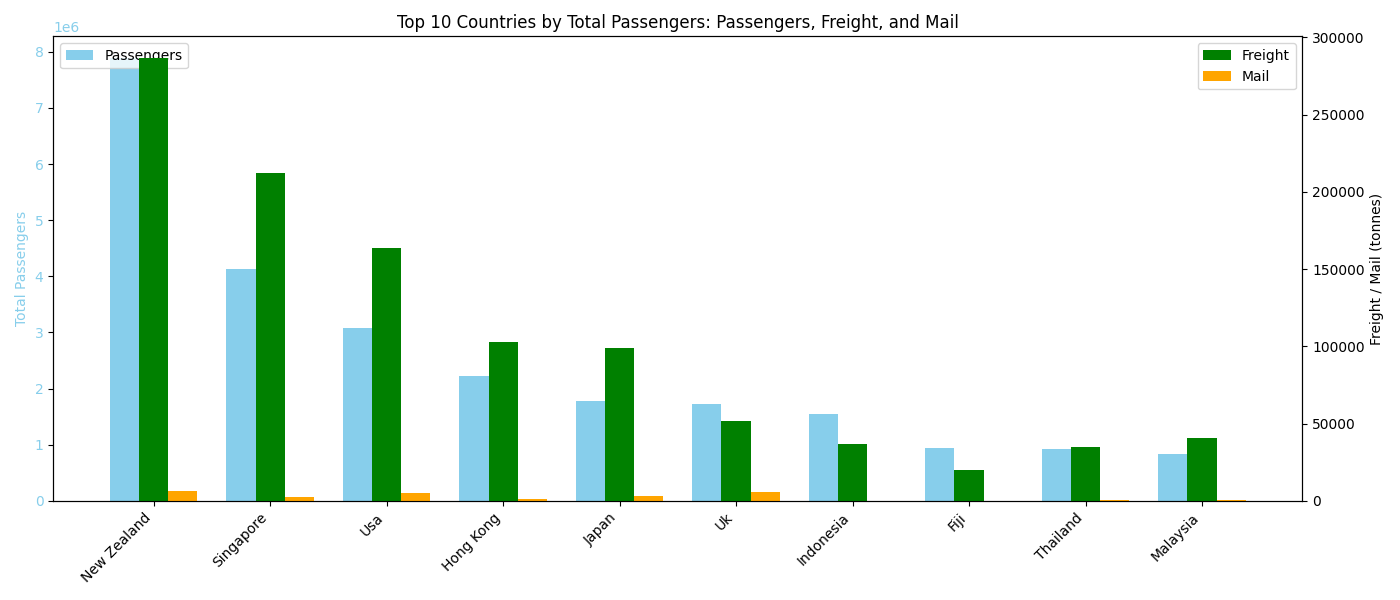 Top 10 Countries by Total Passengers: Passengers, Freight, and Mail
1e6
Passengers
Freight
Mail
8
7
6
5
4
3
2
1
0
Total Passengers
300000
250000
200000
150000
100000
50000
0
Freight / Mail (tonnes)
New Zealand
Singapore
Usa
Hong Kong
Japan
Uk
Indonesia
Fiji
Thailand
Malaysia